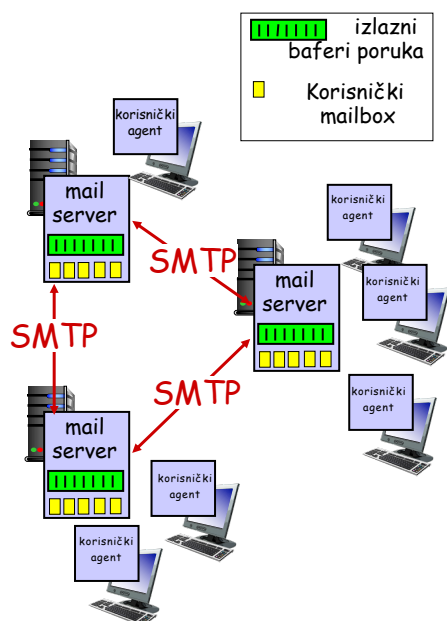 izlazni
baferi poruka
Korisnički
mailbox
korisnički
agent
mail
server
SMTP
korisnički
agent
mail
server
korisnički
agent
SMTP
SMTP
korisnički
agent
mail
server
korisnički
agent
korisnički
agent